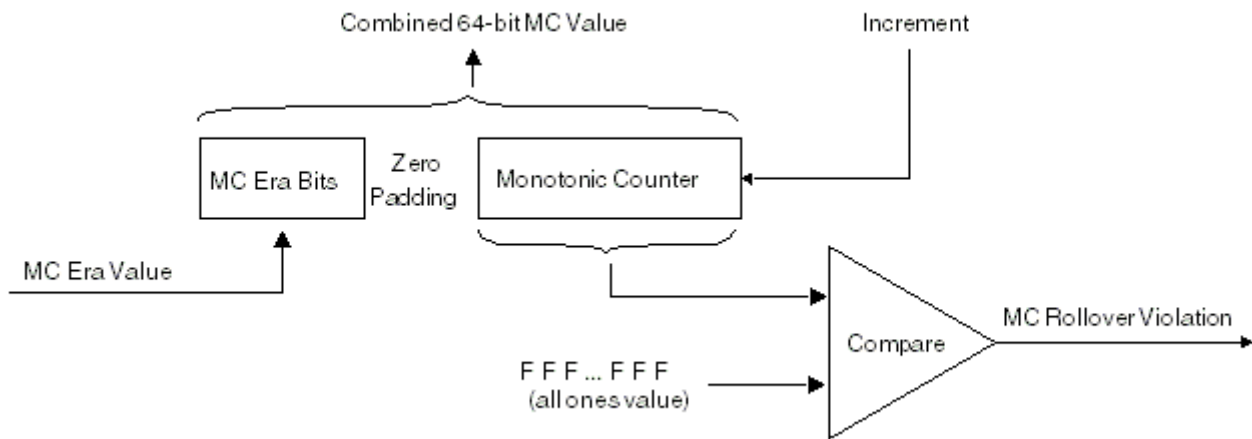 Combined 64-bit MC Value
Increment
MC Era Bits
Zero
Padding
Monotonic Counter
MC Era Value
Compare
MC Rollover Violation
F F F ... F F F
(all ones value)